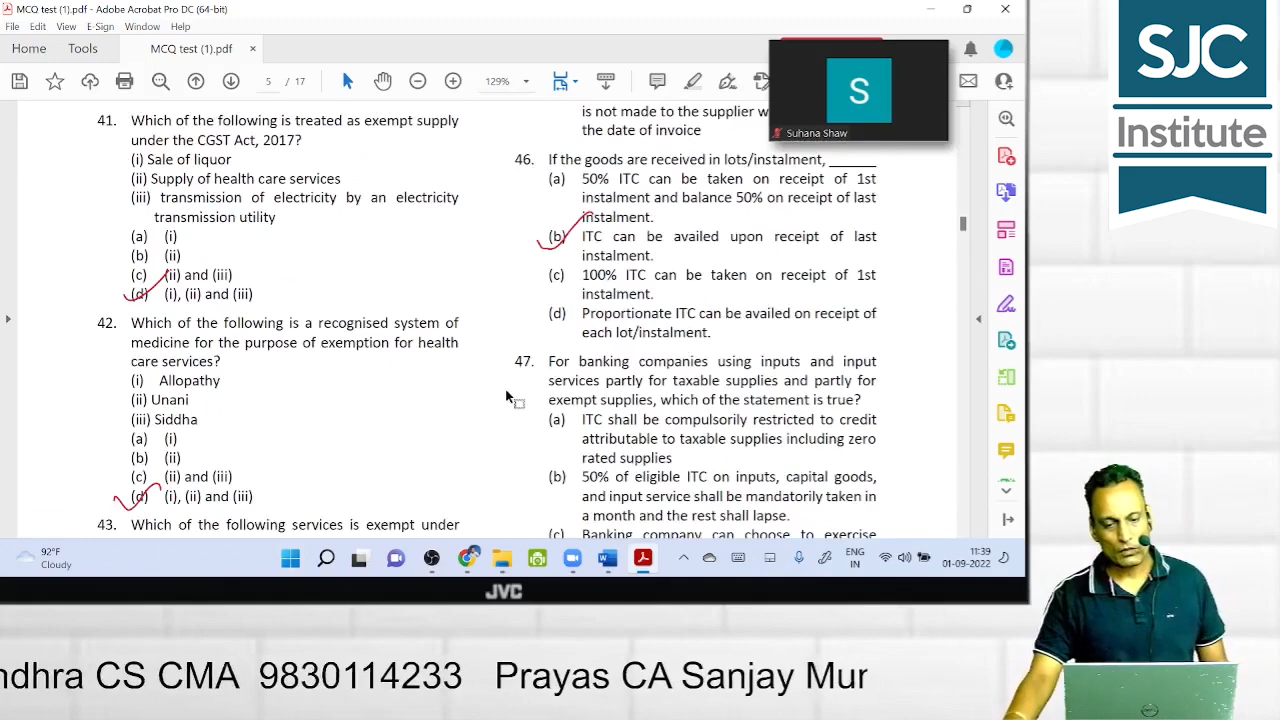 MCQ test (1).pdf - Adobe Acrobat Pro DC (64-bit)
File Edit View E-Sign Window Help
Home Tools MCQ test (1).pdf ×
5 / 17 129%
S
Suhana Shaw
41. Which of the following is treated as exempt supply
under the CGST Act, 2017?
(i) Sale of liquor
(ii) Supply of health care services
(iii) transmission of electricity by an electricity
transmission utility
(a) (i)
(b) (ii)
(c) (ii) and (iii)
(d) (i), (ii) and (iii)
42. Which of the following is a recognised system of
medicine for the purpose of exemption for health
care services?
(i) Allopathy
(ii) Unani
(iii) Siddha
(a) (i)
(b) (ii)
(c) (ii) and (iii)
(d) (i), (ii) and (iii)
43. Which of the following services is exempt under
is not made to the supplier
the date of invoice
46. If the goods are received in lots/instalment, ______
(a) 50% ITC can be taken on receipt of 1st
instalment and balance 50% on receipt of last
instalment.
(b) ITC can be availed upon receipt of last
instalment.
(c) 100% ITC can be taken on receipt of 1st
instalment.
(d) Proportionate ITC can be availed on receipt of
each lot/instalment.
47. For banking companies using inputs and input
services partly for taxable supplies and partly for
exempt supplies, which of the statement is true?
(a) ITC shall be compulsorily restricted to credit
attributable to taxable supplies including zero
rated supplies
(b) 50% of eligible ITC on inputs, capital goods,
and input service shall be mandatorily taken in
a month and the rest shall lapse.
(c) Banking company can choose to exercise
92°F
Cloudy
ENG
IN
11:39
01-09-2022
JVC
SJC
Institute
ndhra CS CMA 9830114233 Prayas CA Sanjay Mur